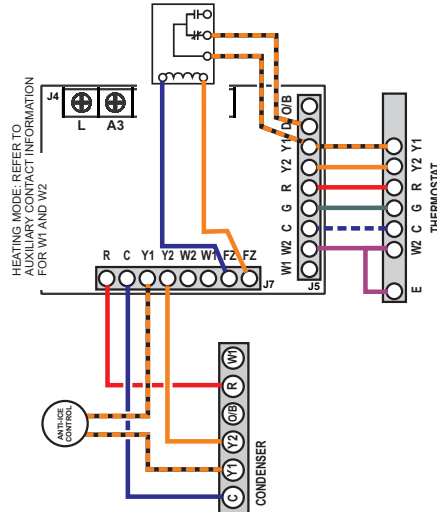 J4
L
A3
HEATING MODE: REFER TO
AUXILIARY CONTACT INFORMATION
FOR W1 AND W2
O/B
D
Y1
Y2
R
G
C
W2
W1
J5
Y1
Y2
R
G
C
W2
E
THERMOSTAT
R
C
Y1
Y2
W2
W1
FZ
FZ
J7
ANTI-ICE
CONTROL
W1
R
O/B
Y2
Y1
C
CONDENSER